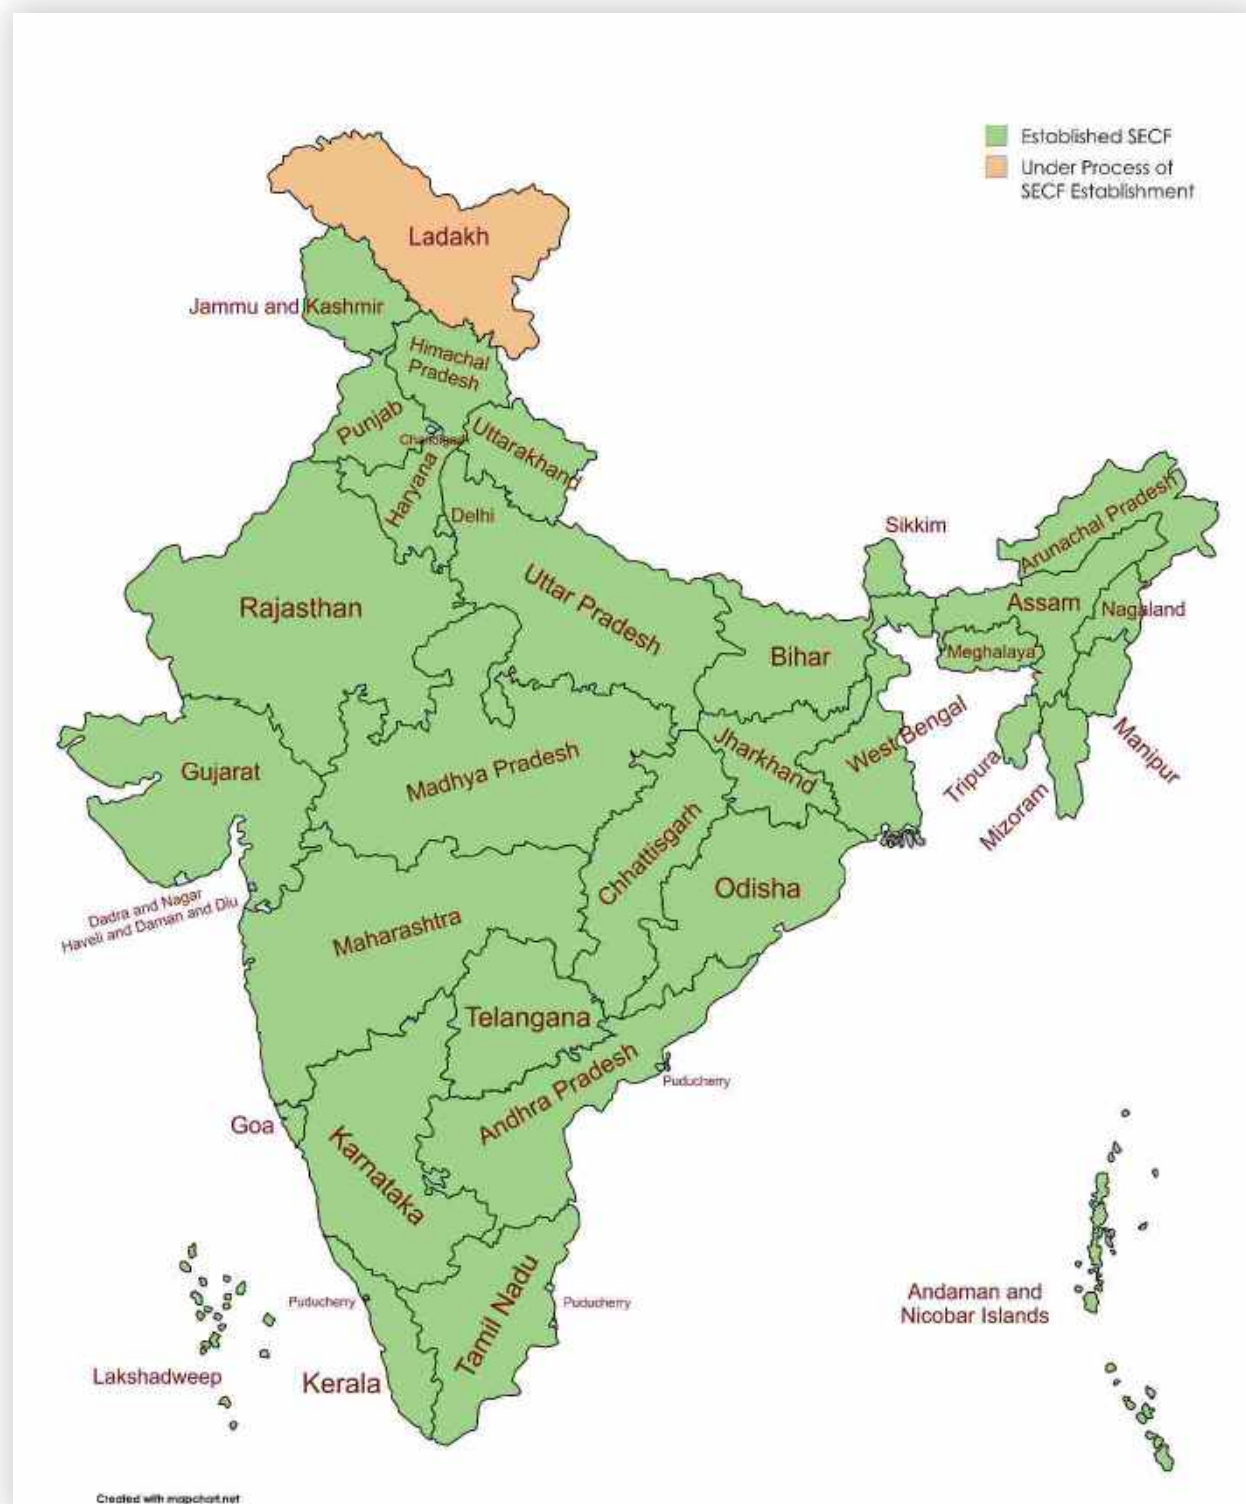 Established SECF
Under Process of
SECF Establishment
Ladakh
Jammu and Kashmir
Himachal
Pradesh
Punjab
Chandigarh
Uttarakhand
Haryana
Delhi
Sikkim
Arunachal Pradesh
Rajasthan
Uttar Pradesh
Assam
Nagaland
Bihar
Meghalaya
Manipur
West Bengal
Jharkhand
Tripura
Gujarat
Madhya Pradesh
Mizoram
Chhattisgarh
Odisha
Dadra and Nagar
Haveli and Daman and Diu
Maharashtra
Telangana
Andhra Pradesh
Puducherry
Goa
Karnataka
Andaman and
Nicobar Islands
Puducherry
Puducherry
Tamil Nadu
Lakshadweep
Kerala
Created with mapchart.net